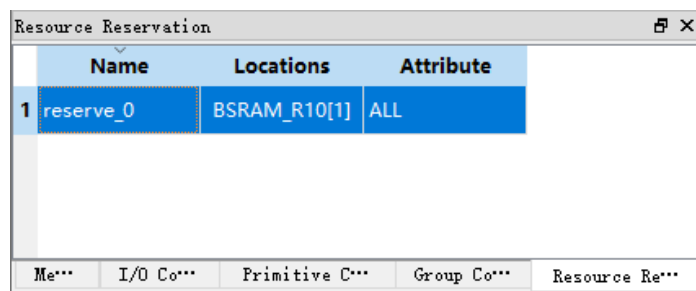 Resource Reservation
Name Locations Attribute
1 reserve_0 BSRAM_R10[1] ALL
Me··· I/O Co··· Primitive C··· Group Co··· Resource Re···